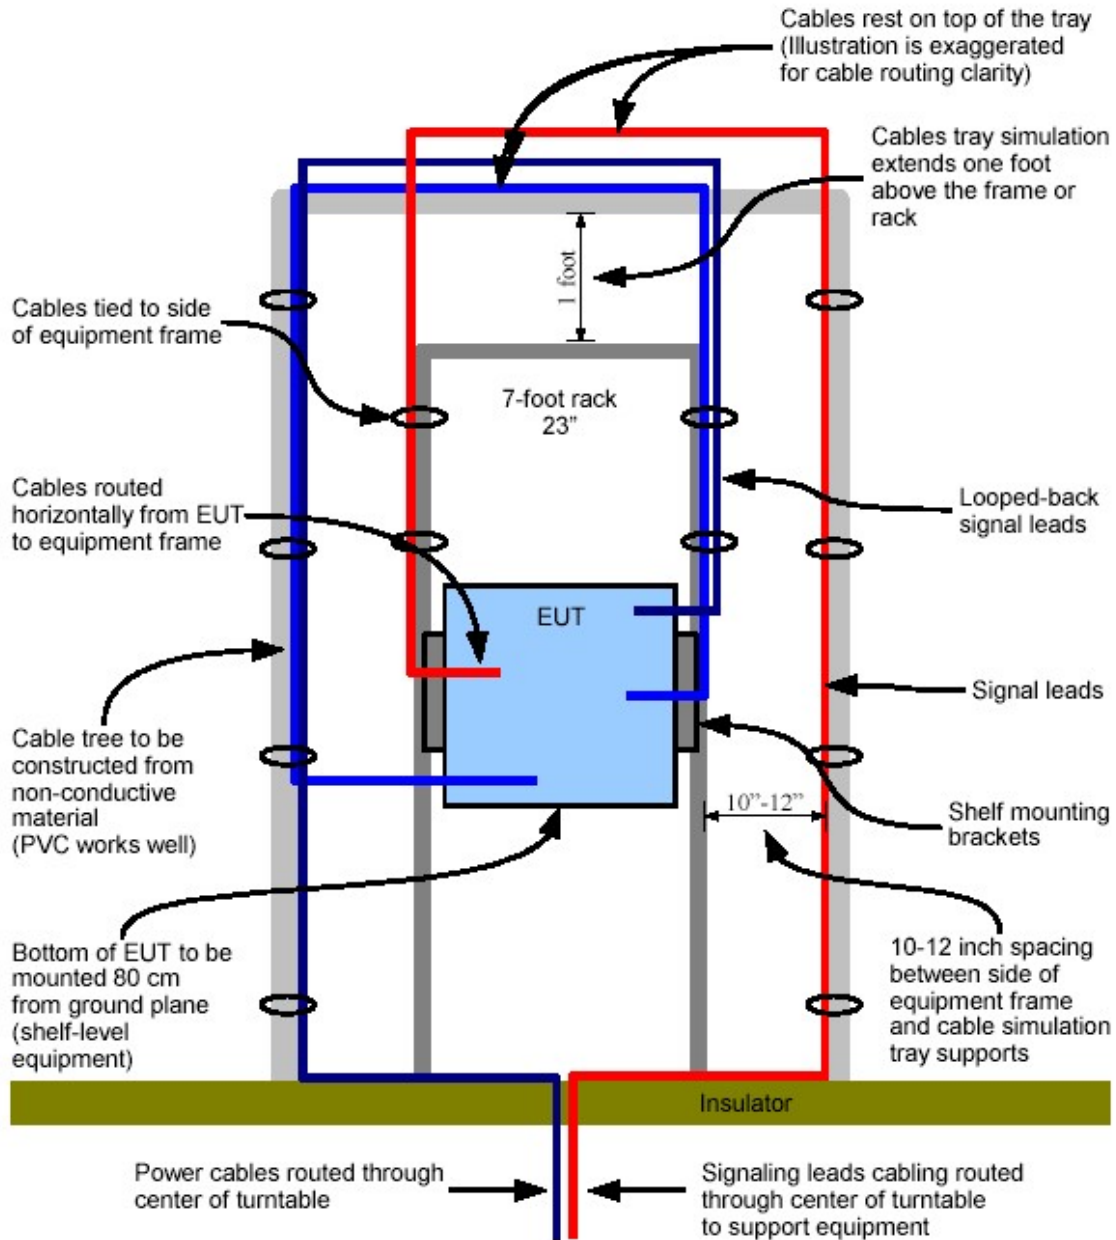 Cables rest on top of the tray
(Illustration is exaggerated
for cable routing clarity)
Cables tray simulation
extends one foot
above the frame or
rack
1 foot
Cables tied to side
of equipment frame
7-foot rack
23”
Cables routed
horizontally from EUT
to equipment frame
Looped-back
signal leads
EUT
Signal leads
Cable tree to be
constructed from
non-conductive
material
(PVC works well)
10”-12”
Shelf mounting
brackets
Bottom of EUT to be
mounted 80 cm
from ground plane
(shelf-level
equipment)
10-12 inch spacing
between side of
equipment frame
and cable simulation
tray supports
Insulator
Power cables routed through
center of turntable
Signaling leads cabling routed
through center of turntable
to support equipment